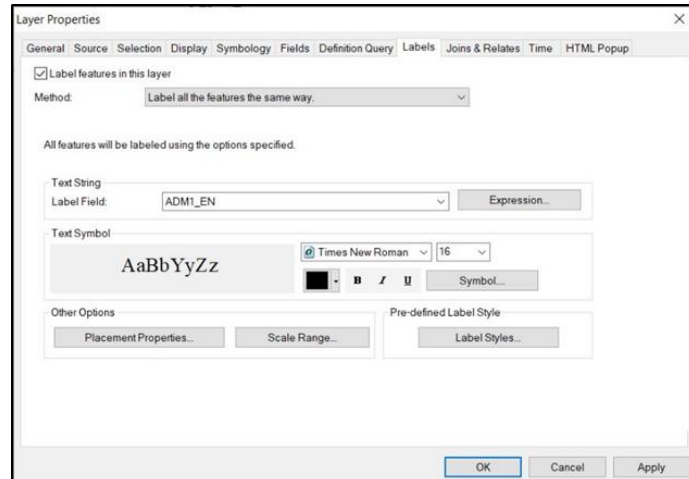 Layer Properties
General Source Selection Display Symbology Fields Definition Query Labels Joins & Relates Time HTML Popup
Label features in this layer
Method: Label all the features the same way.
All features will be labeled using the options specified.
Text String
Label Field: ADM1_EN Expression...
Text Symbol
AaBbYyZz
Times New Roman 16
B I U Symbol...
Other Options Pre-defined Label Style
Placement Properties... Scale Range... Label Styles...
OK Cancel Apply